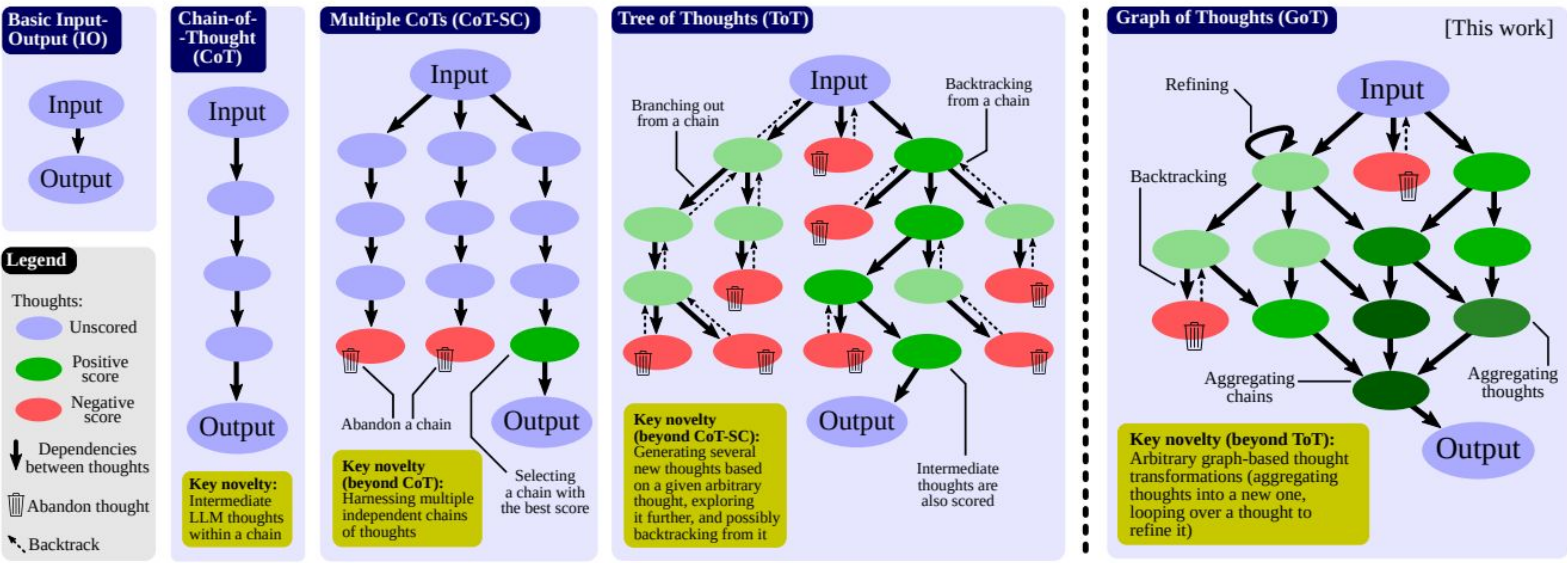 Basic Input-
Output (IO)
Input
Output
Legend
Thoughts:
Unscored
Positive
score
Negative
score
Dependencies
between thoughts
Abandon thought
Backtrack
Chain-of-
-Thought
(CoT)
Input
Output
Key novelty:
Intermediate
LLM thoughts
within a chain
Multiple CoTs (CoT-SC)
Input
Abandon a chain
Output
Key novelty
(beyond CoT):
Harnessing multiple
independent chains
of thoughts
Selecting
a chain with
the best score
Tree of Thoughts (ToT)
Input
Branching out
from a chain
Backtracking
from a chain
Output
Key novelty
(beyond CoT-SC):
Generating several
new thoughts based
on a given arbitrary
thought, exploring
it further, and possibly
backtracking from it
Intermediate
thoughts are
also scored
Graph of Thoughts (GoT)
[This work]
Refining
Input
Backtracking
Aggregating
chains
Aggregating
thoughts
Output
Key novelty (beyond ToT):
Arbitrary graph-based thought
transformations (aggregating
thoughts into a new one,
looping over a thought to
refine it)